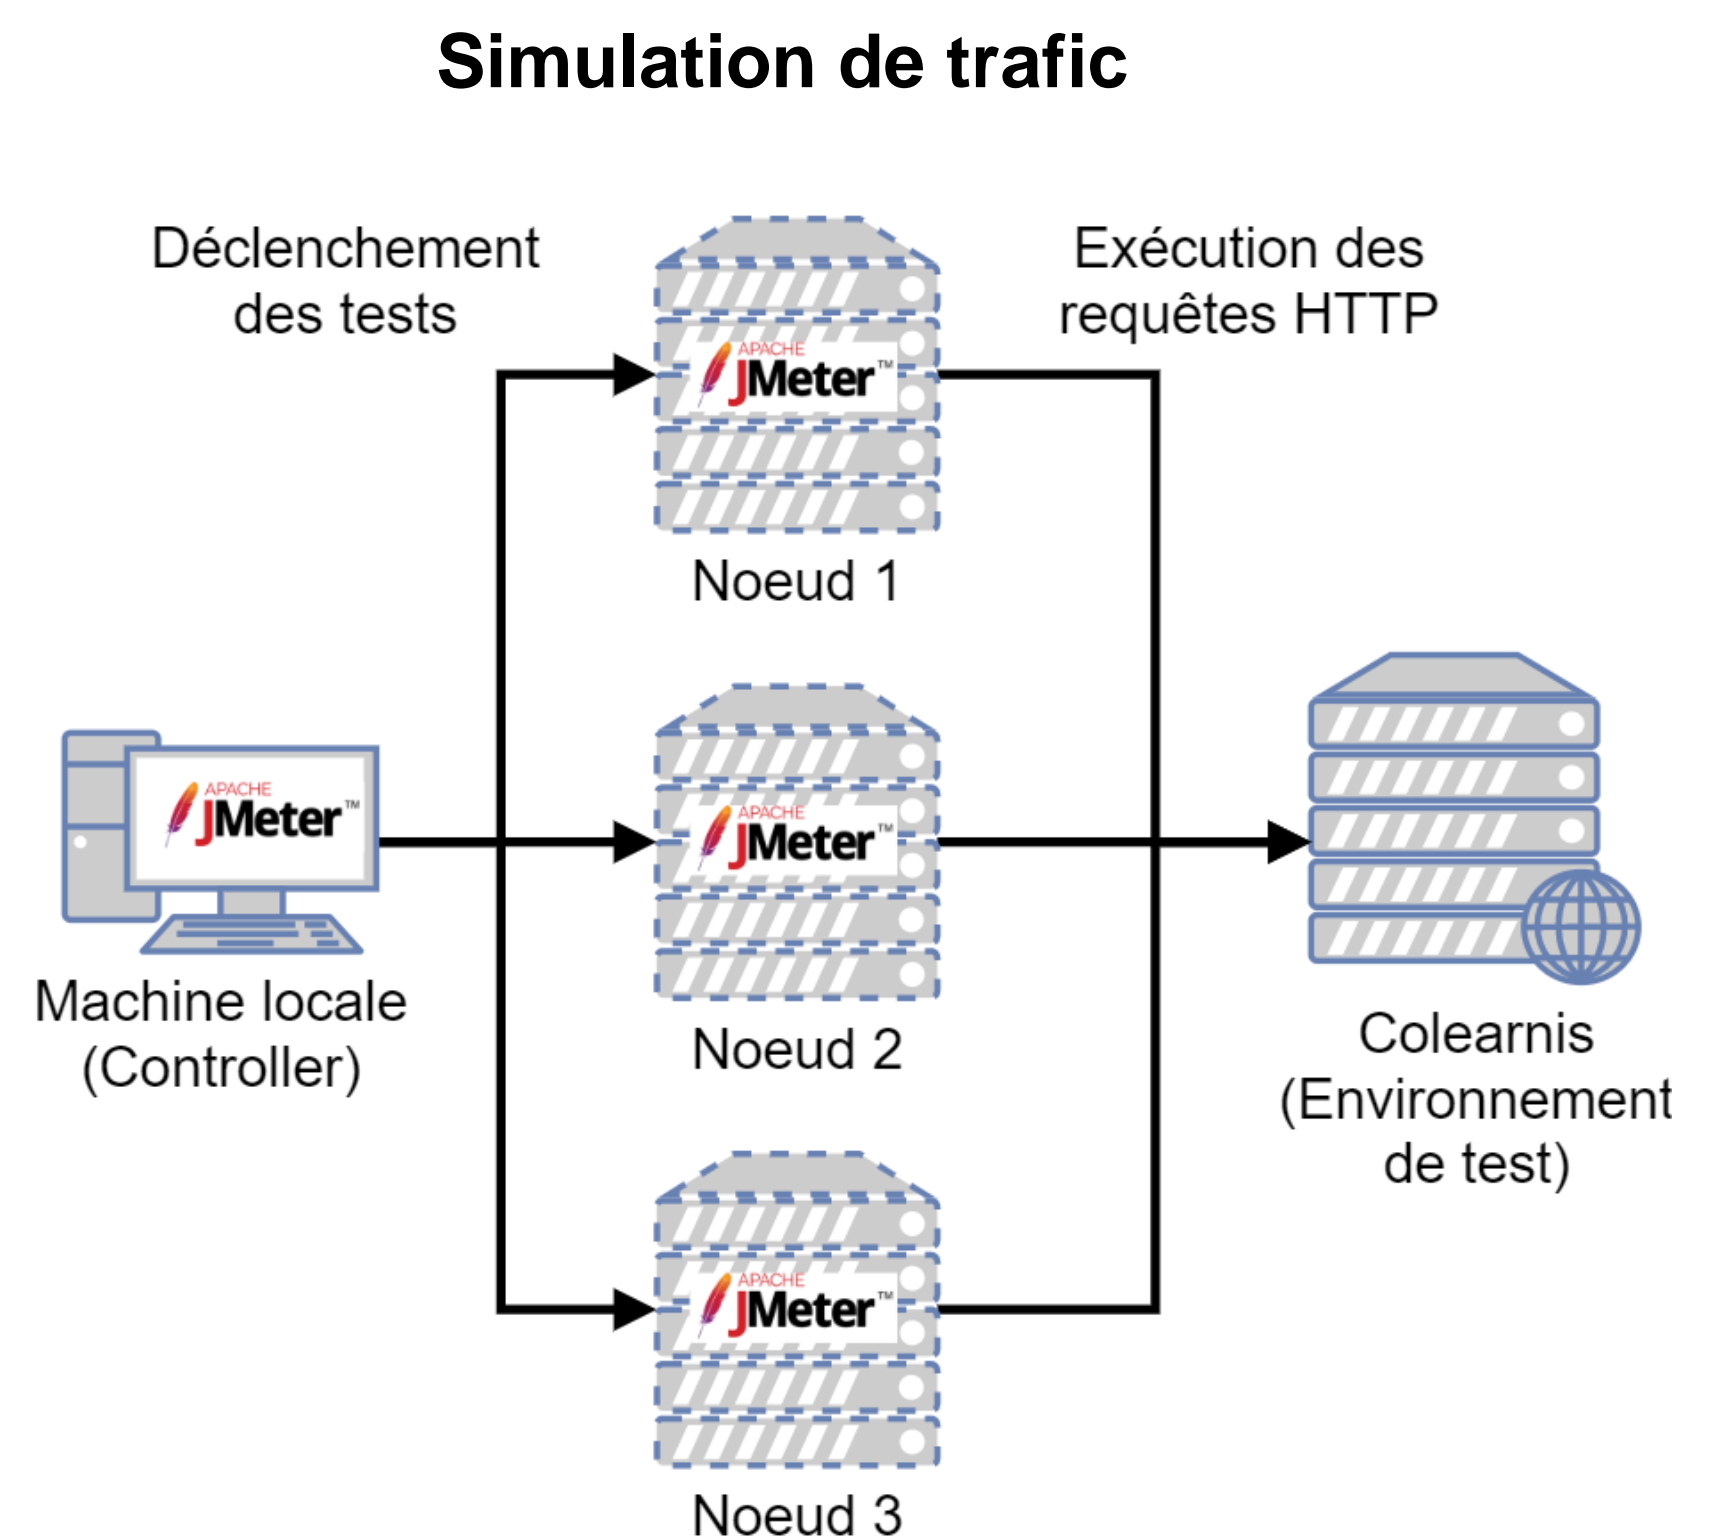 Simulation de trafic
Déclenchement
des tests
Exécution des
requêtes HTTP
APACHE
JMeter™
Noeud 1
APACHE
JMeter™
APACHE
JMeter™
Machine locale
(Controller)
Noeud 2
Colearnis
(Environnement
de test)
APACHE
JMeter™
Noeud 3